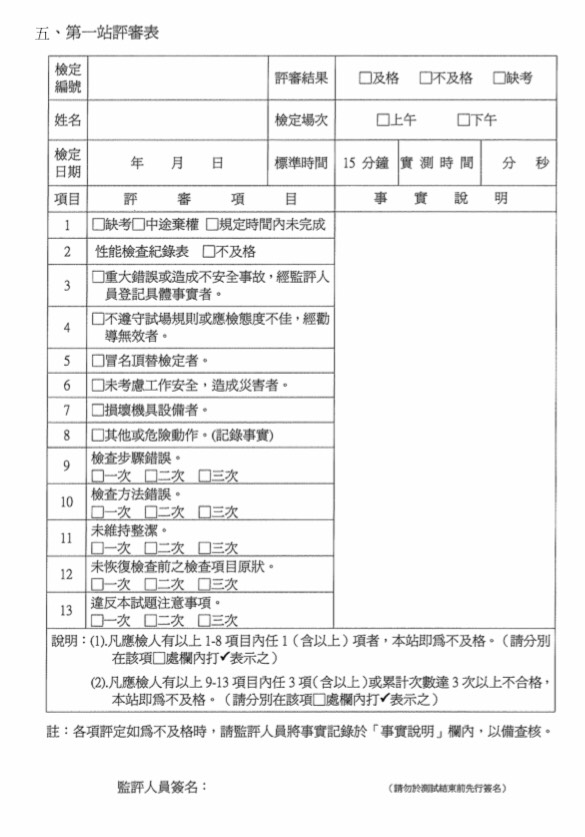 五、第一站評審表
檢定編號 評審結果 □及格 □不及格 □缺考
姓名 檢定場次 □上午 □下午
檢定日期 年 月 日 標準時間 15 分鐘 實測時間 分 秒
項目 評審項目 事實說明
1 □缺考□中途棄權 □規定時間內未完成
2 性能檢查紀錄表 □不及格
3 □重大錯誤或造成不安全事故，經監評人
員登記具體事實者。
4 □不遵守試場規則或應檢態度不佳，經勸
導無效者。
5 □冒名頂替檢定者。
6 □未考慮工作安全，造成災害者。
7 □損壞機具設備者。
8 □其他或危險動作。(記錄事實)
9 檢查步驟錯誤。
□一次 □二次 □三次
10 檢查方法錯誤。
□一次 □二次 □三次
11 未維持整潔。
□一次 □二次 □三次
12 未恢復檢查前之檢查項目原狀。
□一次 □二次 □三次
13 違反本試題注意事項。
□一次 □二次 □三次
說明：(1).凡應檢人有以上 1-8 項目內任 1（含以上）項者，本站即為不及格。（請分別
在該項□處欄內打✔表示之）
(2).凡應檢人有以上 9-13 項目內任 3 項（含以上）或累計次數達 3 次以上不合格，
本站即為不及格。（請分別在該項□處欄內打✔表示之）
註：各項評定如為不及格時，請監評人員將事實記錄於「事實說明」欄內，以備查核。
監評人員簽名： （請勿於測試結束前先行簽名）